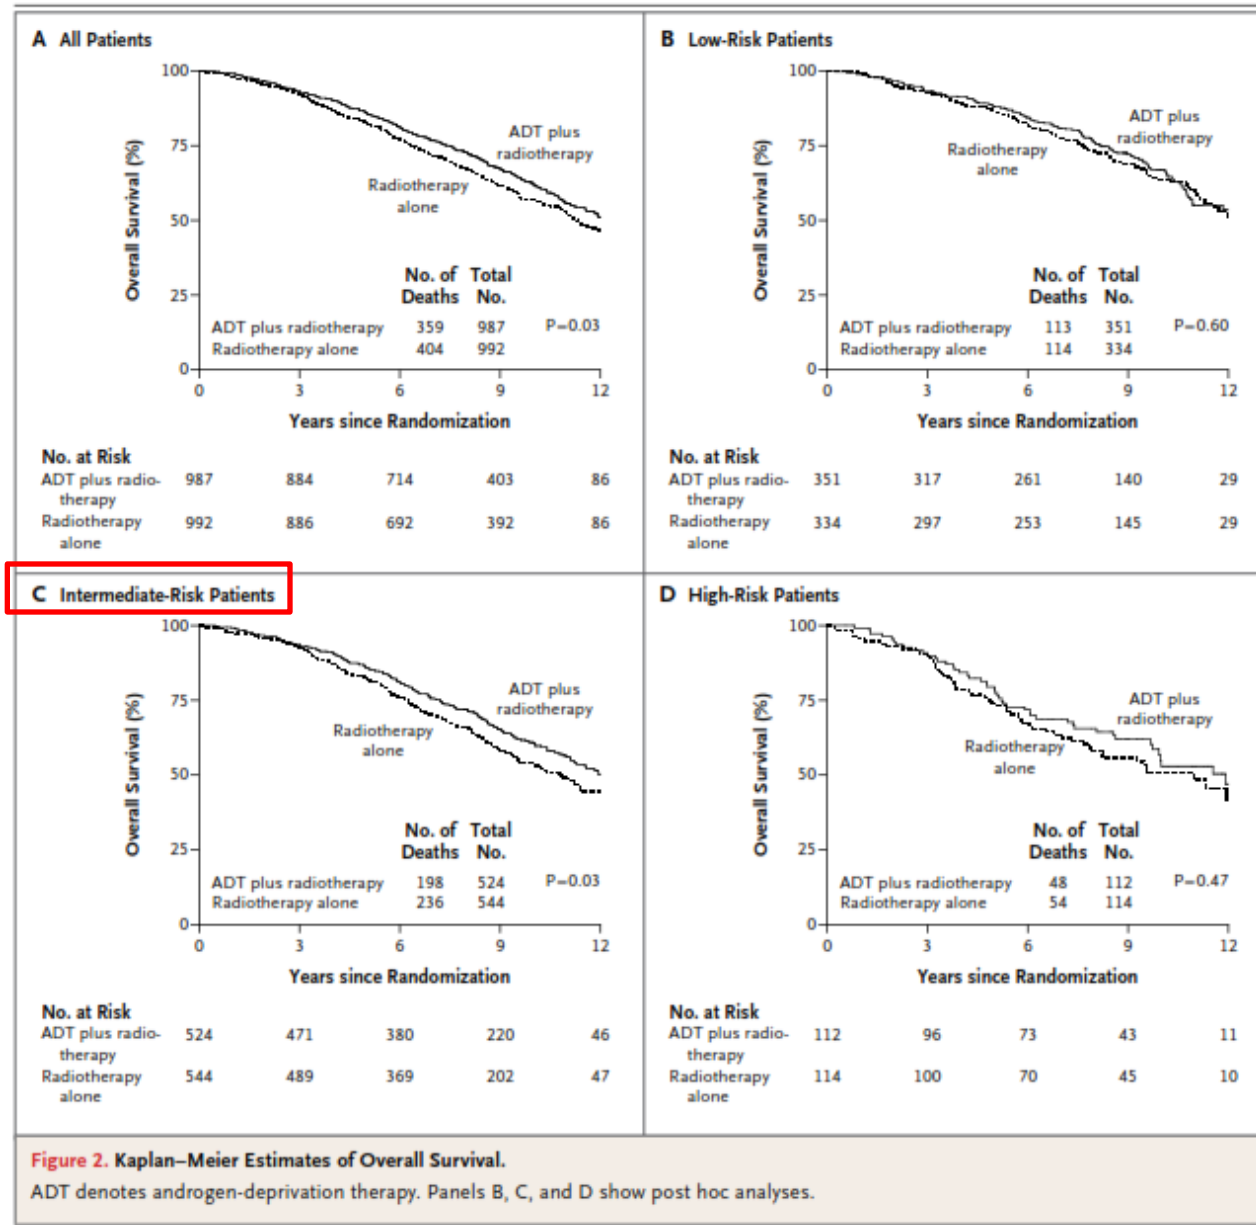 A All Patients
100
75
50
25
0
Overall Survival (%)
ADT plus
radiotherapy
Radiotherapy
alone
No. of Total
Deaths No.
ADT plus radiotherapy 359 987 P=0.03
Radiotherapy alone 404 992
0 3 6 9 12
Years since Randomization
No. at Risk
ADT plus radio- 987 884 714 403 86
therapy
Radiotherapy 992 886 692 392 86
alone
B Low-Risk Patients
100
75
50
25
0
Overall Survival (%)
ADT plus
radiotherapy
Radiotherapy
alone
No. of Total
Deaths No.
ADT plus radiotherapy 113 351 P=0.60
Radiotherapy alone 114 334
0 3 6 9 12
Years since Randomization
No. at Risk
ADT plus radio- 351 317 261 140 29
therapy
Radiotherapy 334 297 253 145 29
alone
C Intermediate-Risk Patients
100
75
50
25
0
Overall Survival (%)
ADT plus
radiotherapy
Radiotherapy
alone
No. of Total
Deaths No.
ADT plus radiotherapy 198 524 P=0.03
Radiotherapy alone 236 544
0 3 6 9 12
Years since Randomization
No. at Risk
ADT plus radio- 524 471 380 220 46
therapy
Radiotherapy 544 489 369 202 47
alone
D High-Risk Patients
100
75
50
25
0
Overall Survival (%)
ADT plus
radiotherapy
Radiotherapy
alone
No. of Total
Deaths No.
ADT plus radiotherapy 48 112 P=0.47
Radiotherapy alone 54 114
0 3 6 9 12
Years since Randomization
No. at Risk
ADT plus radio- 112 96 73 43 11
therapy
Radiotherapy 114 100 70 45 10
alone
Figure 2. Kaplan–Meier Estimates of Overall Survival.
ADT denotes androgen-deprivation therapy. Panels B, C, and D show post hoc analyses.